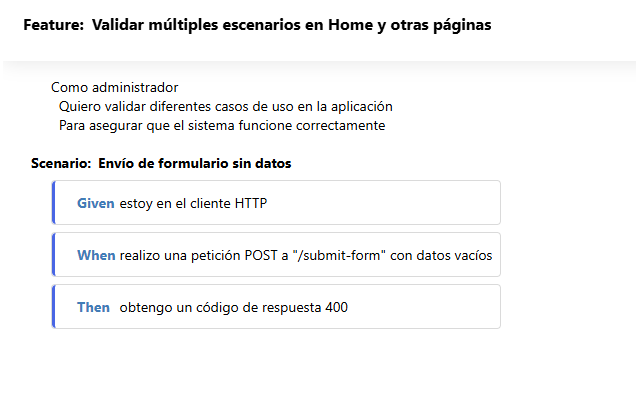 Feature: Validar múltiples escenarios en Home y otras páginas
Como administrador
Quiero validar diferentes casos de uso en la aplicación
Para asegurar que el sistema funcione correctamente
Scenario: Envío de formulario sin datos
Given estoy en el cliente HTTP
When realizo una petición POST a "/submit-form" con datos vacíos
Then obtengo un código de respuesta 400